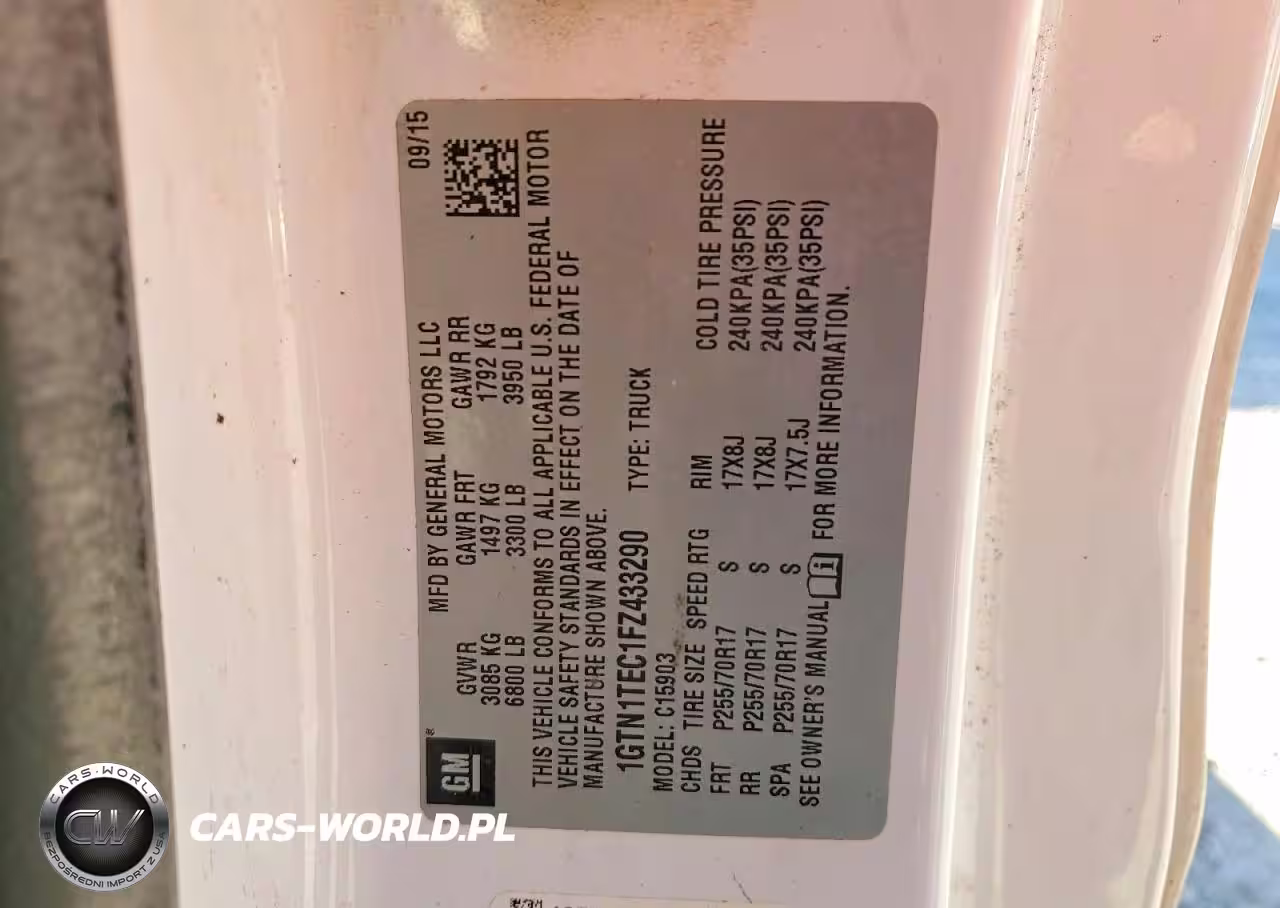 09/15
MFD BY GENERAL MOTORS LLC
GVWR GAWR FRT GAWR RR
3085 KG 1497 KG 1792 KG
6800 LB 3300 LB 3950 LB
GM®
THIS VEHICLE CONFORMS TO ALL APPLICABLE U.S. FEDERAL MOTOR
VEHICLE SAFETY STANDARDS IN EFFECT ON THE DATE OF
MANUFACTURE SHOWN ABOVE.
1GTN1TEC1FZ433290 TYPE: TRUCK
MODEL: C15903
CHDS TIRE SIZE SPEED RTG RIM COLD TIRE PRESSURE
FRT P255/70R17 S 17X8J 240KPA(35PSI)
RR P255/70R17 S 17X8J 240KPA(35PSI)
SPA P255/70R17 S 17X7.5J 240KPA(35PSI)
SEE OWNER'S MANUAL FOR MORE INFORMATION.
CARS-WORLD
CW
BEZPOŚREDNI IMPORT Z USA
CARS-WORLD.PL